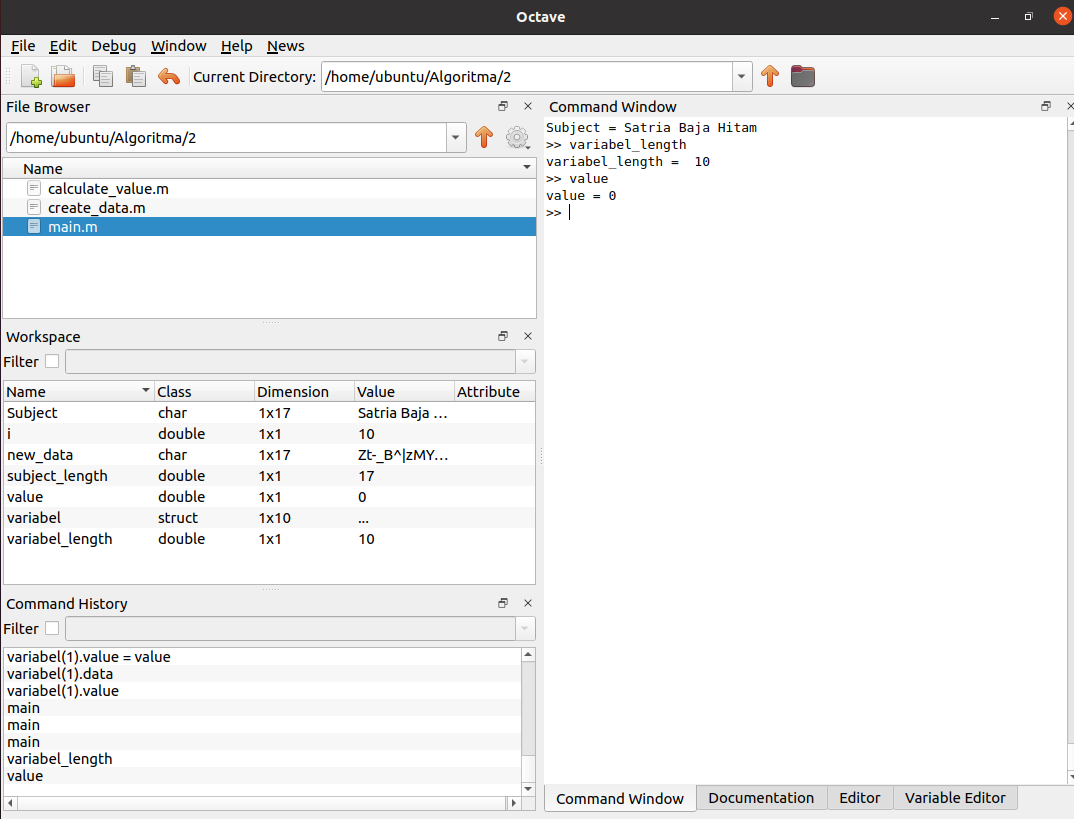 Octave
File Edit Debug Window Help News
Current Directory: /home/ubuntu/Algoritma/2
File Browser
/home/ubuntu/Algoritma/2
Name
calculate_value.m
create_data.m
main.m
Workspace
Filter
Name Class Dimension Value Attribute
Subject char 1x17 Satria Baja ...
i double 1x1 10
new_data char 1x17 Zt-_B^|zMY...
subject_length double 1x1 17
value double 1x1 0
variabel struct 1x10 ...
variabel_length double 1x1 10
Command History
Filter
variabel(1).value = value
variabel(1).data
variabel(1).value
main
main
main
variabel_length
value
Command Window
Subject = Satria Baja Hitam
>> variabel_length
variabel_length = 10
>> value
value = 0
>>
Command Window Documentation Editor Variable Editor